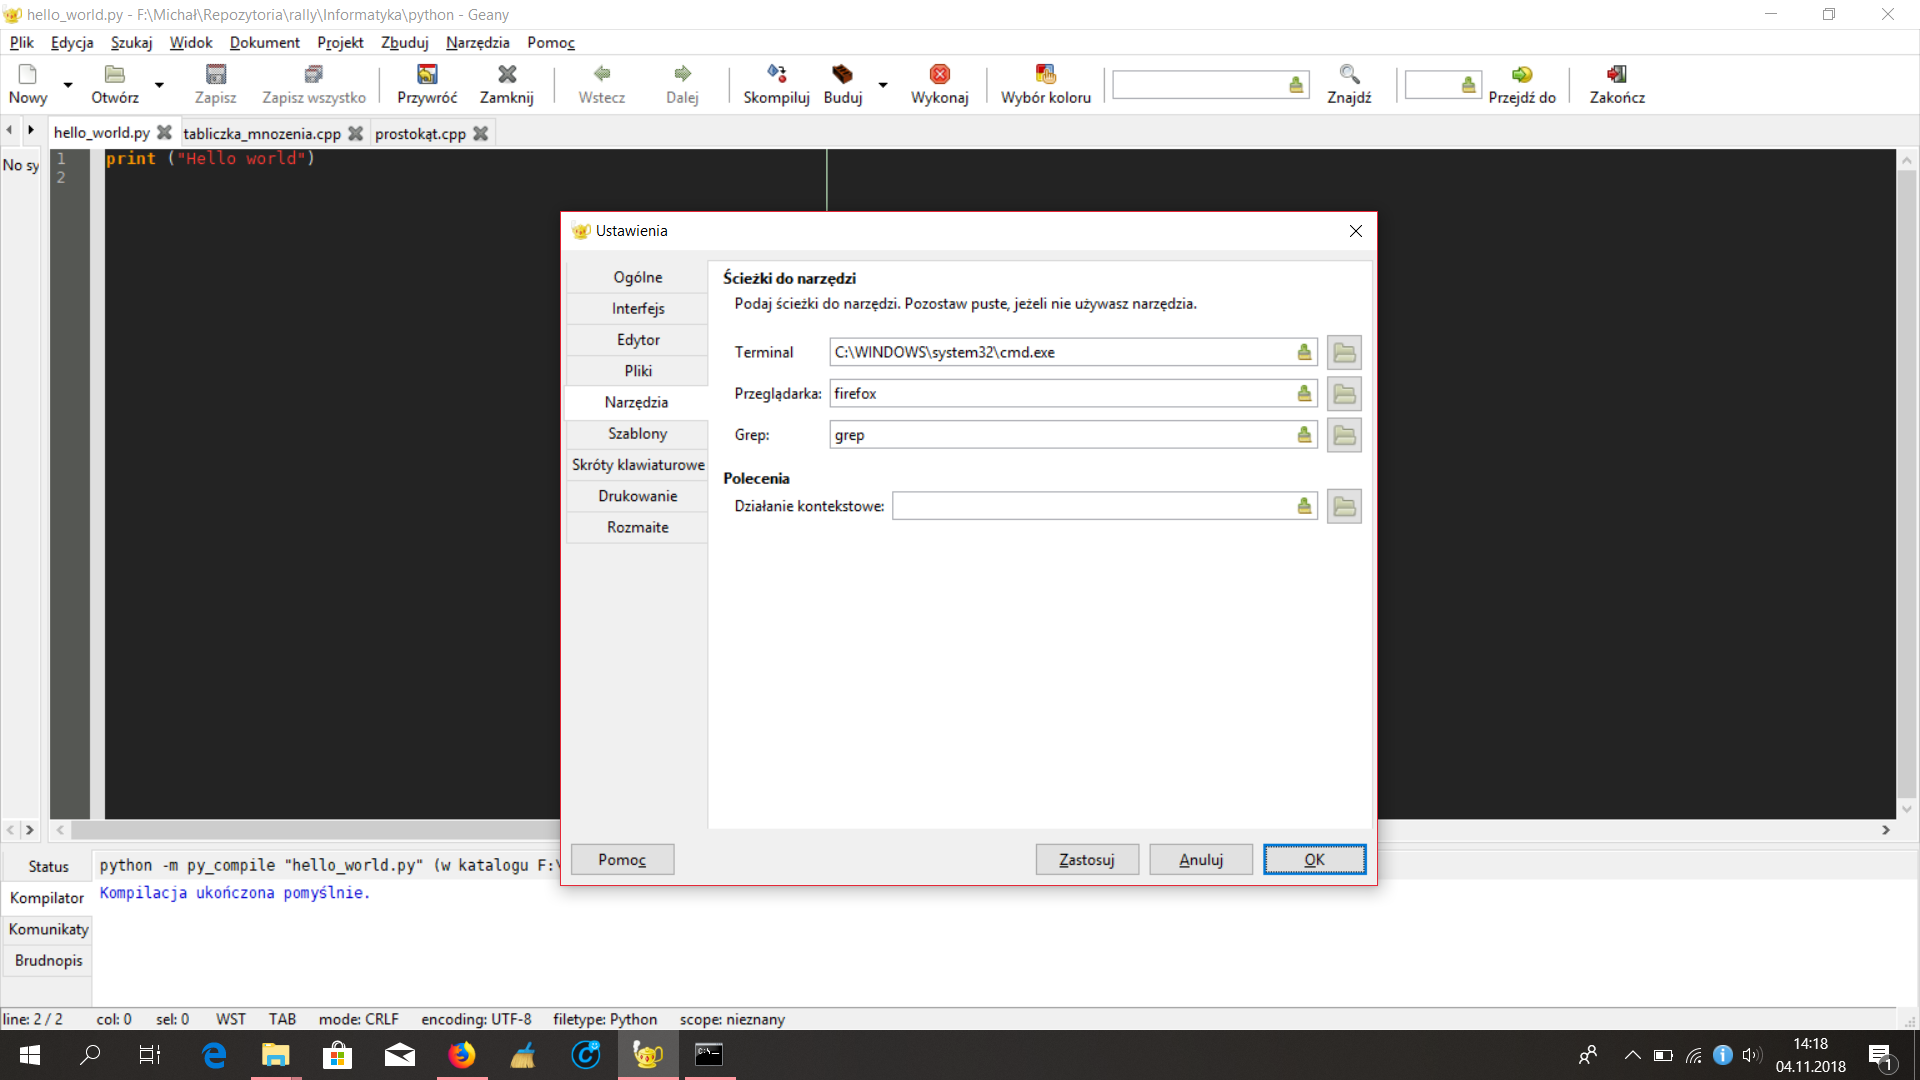 hello_world.py - F:\Michał\Repozytoria\rally\Informatyka\python - Geany
Plik Edycja Szukaj Widok Dokument Projekt Zbuduj Narzędzia Pomoc
Nowy Otwórz Zapisz Zapisz wszystko Przywróć Zamknij Wstecz Dalej Skompiluj Buduj Wykonaj Wybór koloru Znajdź Przejdź do Zakończ
hello_world.py tabliczka_mnozenia.cpp prostokąt.cpp
No sy
1 print ("Hello world")
2
Ustawienia
Ogólne
Interfejs
Edytor
Pliki
Narzędzia
Szablony
Skróty klawiaturowe
Drukowanie
Rozmaite
Ścieżki do narzędzi
Podaj ścieżki do narzędzi. Pozostaw puste, jeżeli nie używasz narzędzia.
Terminal C:\WINDOWS\system32\cmd.exe
Przeglądarka: firefox
Grep: grep
Polecenia
Działanie kontekstowe:
Pomoc Zastosuj Anuluj OK
Status
Kompilator
Komunikaty
Brudnopis
python -m py_compile "hello_world.py" (w katalogu F:\
Kompilacja ukończona pomyślnie.
line: 2 / 2 col: 0 sel: 0 WST TAB mode: CRLF encoding: UTF-8 filetype: Python scope: nieznany
14:18
04.11.2018
1